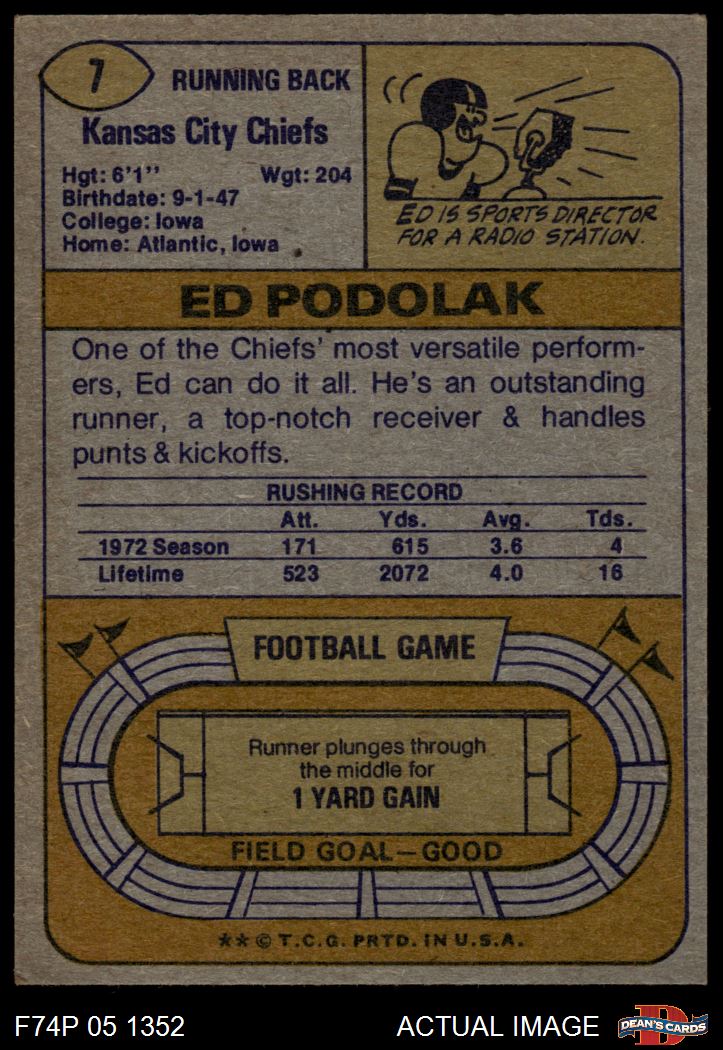 7
RUNNING BACK
Kansas City Chiefs
Hgt: 6'1" Wgt: 204
Birthdate: 9-1-47
College: Iowa
Home: Atlantic, Iowa
ED IS SPORTS DIRECTOR
FOR A RADIO STATION.
ED PODOLAK
One of the Chiefs' most versatile perform-
ers, Ed can do it all. He's an outstanding
runner, a top-notch receiver & handles
punts & kickoffs.
RUSHING RECORD
Att. Yds. Avg. Tds.
1972 Season 171 615 3.6 4
Lifetime 523 2072 4.0 16
FOOTBALL GAME
Runner plunges through
the middle for
1 YARD GAIN
FIELD GOAL—GOOD
** © T.C.G. PRTD. IN U.S.A.
F74P 05 1352 ACTUAL IMAGE
D
DEAN'S CARDS